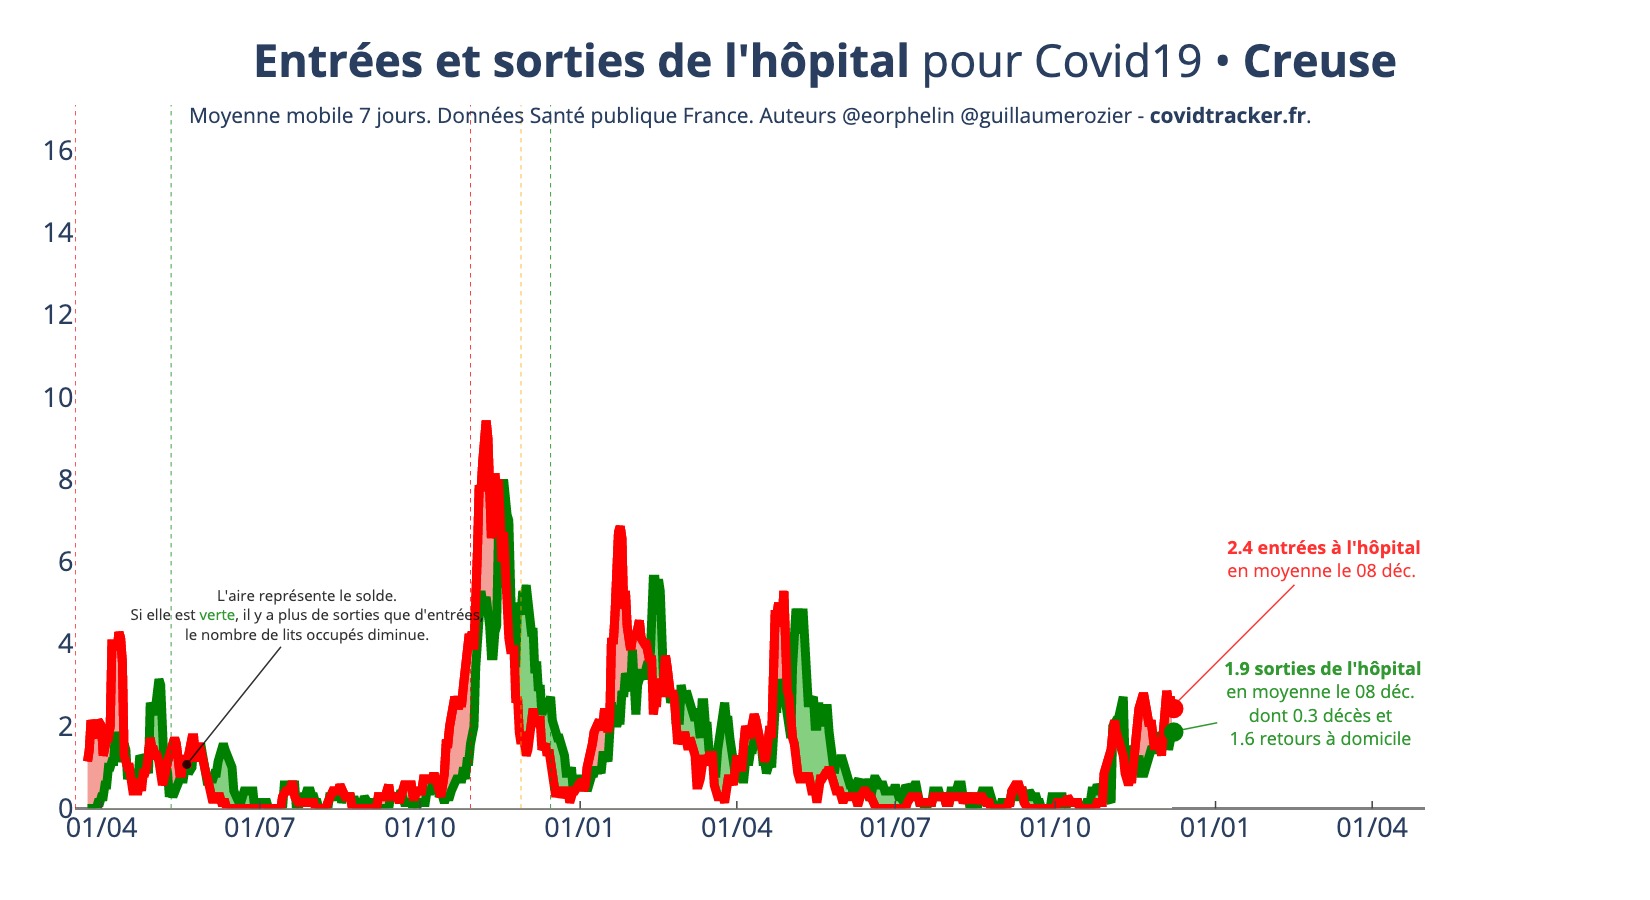 Entrées et sorties de l'hôpital pour Covid19 • Creuse
Moyenne mobile 7 jours. Données Santé publique France. Auteurs @eorphelin @guillaumerozier - covidtracker.fr.
16
14
12
10
8
6
4
2
0
L'aire représente le solde.
Si elle est verte, il y a plus de sorties que d'entrées,
le nombre de lits occupés diminue.
2.4 entrées à l'hôpital
en moyenne le 08 déc.
1.9 sorties de l'hôpital
en moyenne le 08 déc.
dont 0.3 décès et
1.6 retours à domicile
01/04 01/07 01/10 01/01 01/04 01/07 01/10 01/01 01/04